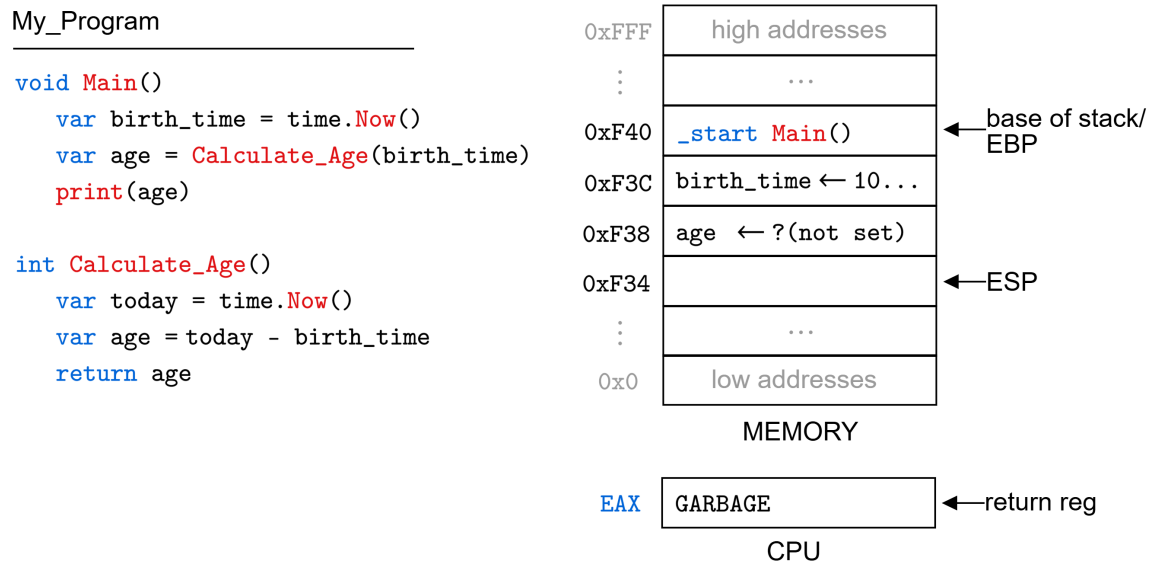 My_Program
void Main()
var birth_time = time.Now()
var age = Calculate_Age(birth_time)
print(age)
int Calculate_Age()
var today = time.Now()
var age = today - birth_time
return age
0xFFF high addresses
⋮ ...
0xF40 _start Main() ← base of stack/
EBP
0xF3C birth_time ← 10...
0xF38 age ← ?(not set)
0xF34 ← ESP
⋮ ...
0x0 low addresses
MEMORY
EAX GARBAGE ← return reg
CPU